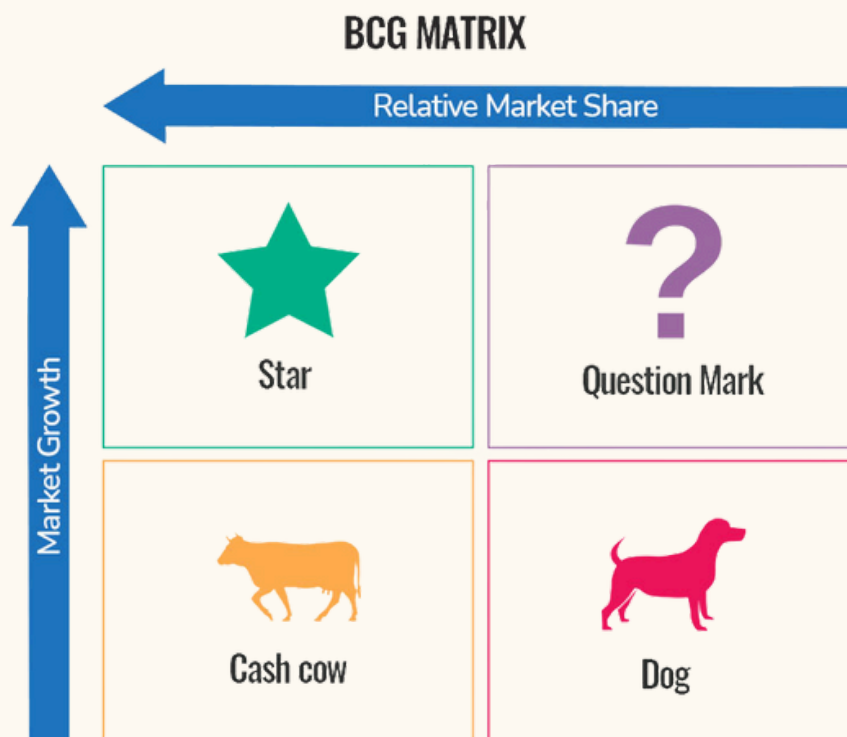 BCG MATRIX
Relative Market Share
Market Growth
Star
?
Question Mark
Cash cow
Dog